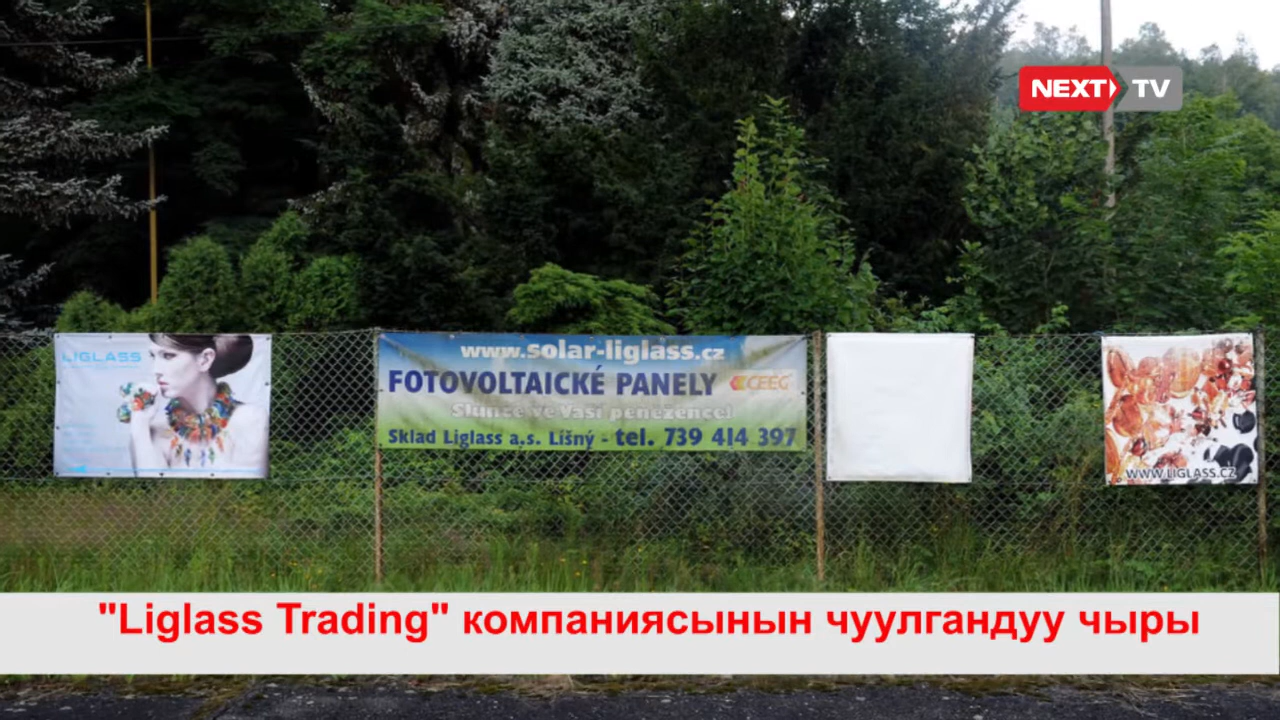 NEXT TV
LIGLASS
www.solar-liglass.cz
FOTOVOLTAICKÉ PANELY CEEG
Slunce ve Vaší peněžence!
Sklad Liglass a,s. Líšný - tel. 739 414 397
WWW.LIGLASS.CZ
"Liglass Trading" компаниясынын чуулгандуу чыры